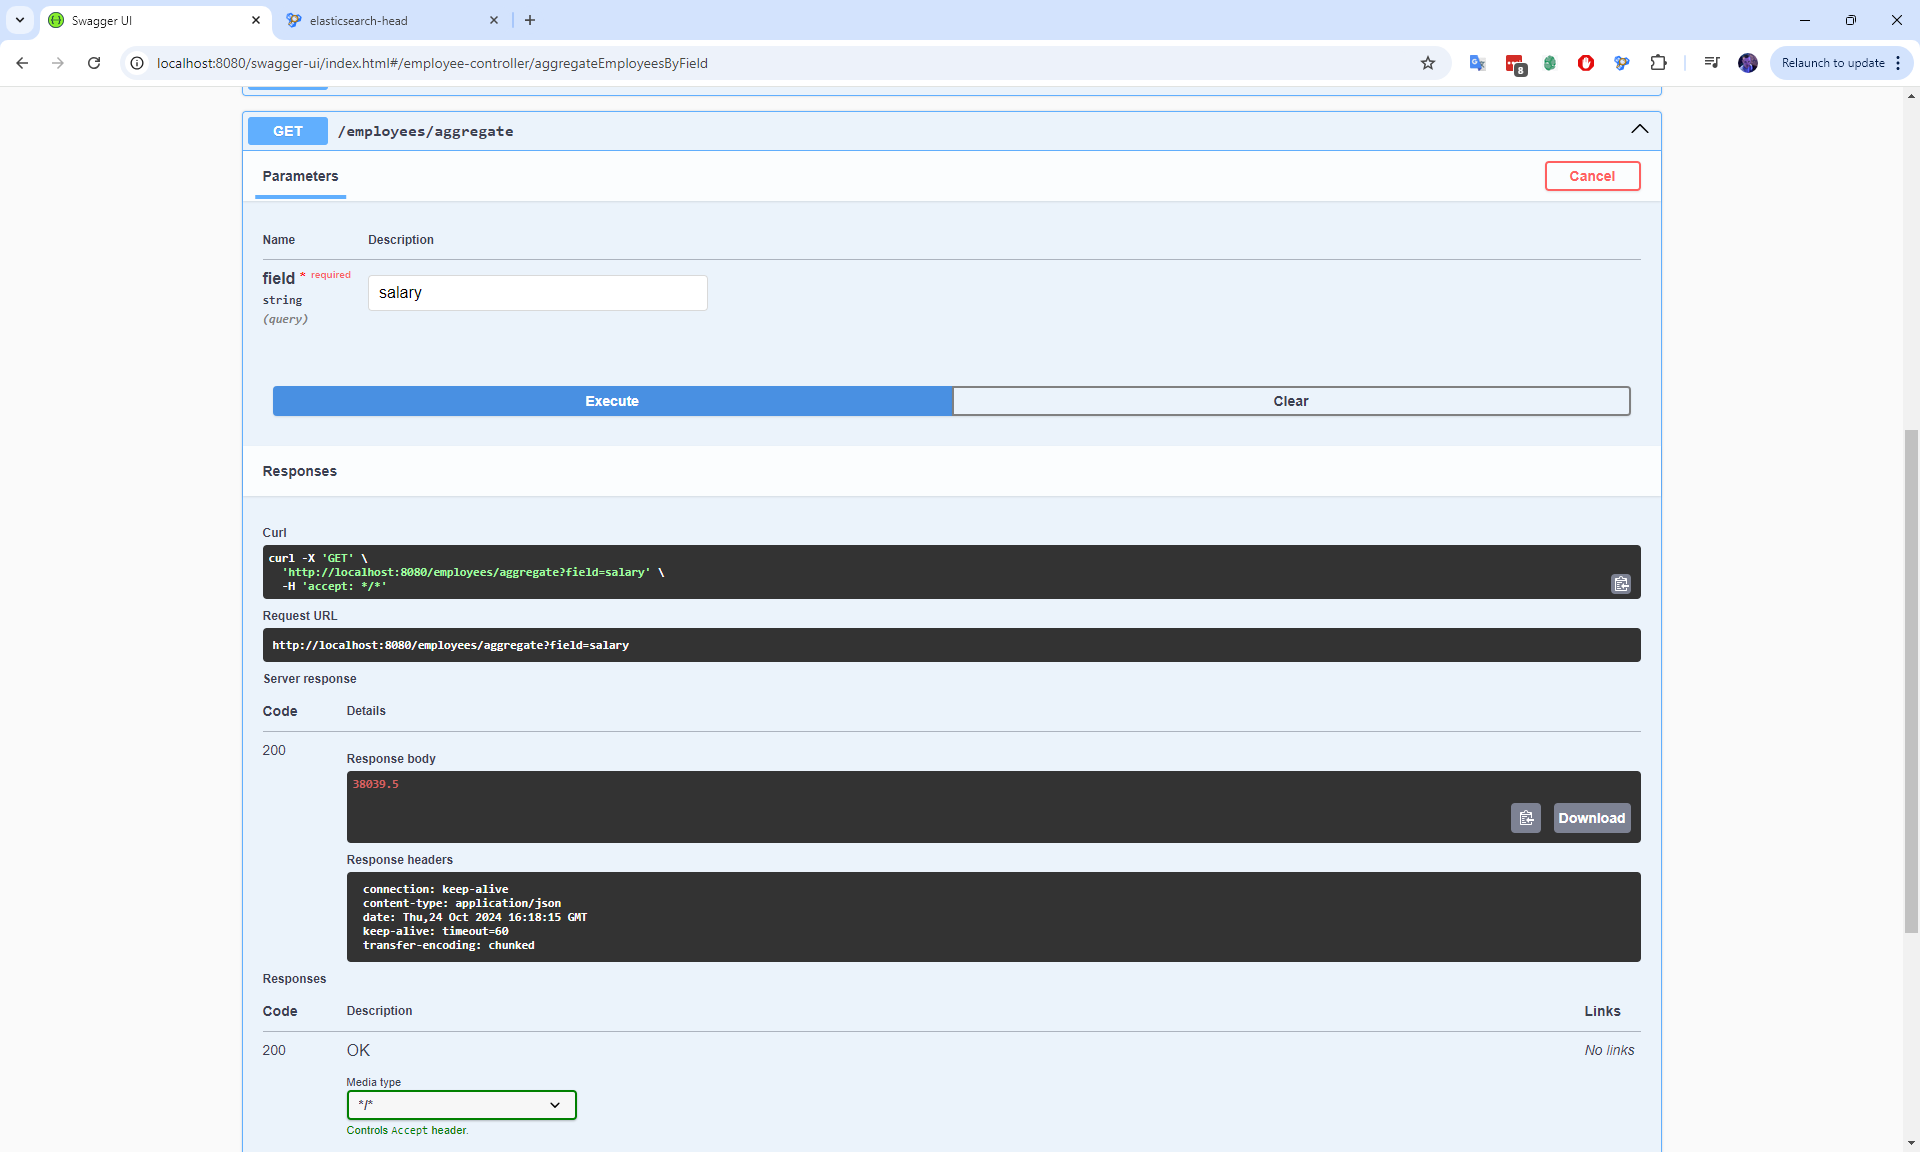 Swagger UI
elasticsearch-head
localhost:8080/swagger-ui/index.html#/employee-controller/aggregateEmployeesByField
8
Relaunch to update
GET /employees/aggregate
Parameters
Cancel
Name Description
field * required
string
(query)
salary
Execute
Clear
Responses
Curl
curl -X 'GET' \
'http://localhost:8080/employees/aggregate?field=salary' \
-H 'accept: */*'
Request URL
http://localhost:8080/employees/aggregate?field=salary
Server response
Code Details
200
Response body
38039.5
Download
Response headers
connection: keep-alive
content-type: application/json
date: Thu,24 Oct 2024 16:18:15 GMT
keep-alive: timeout=60
transfer-encoding: chunked
Responses
Code Description Links
200 OK No links
Media type
*/*
Controls Accept header.